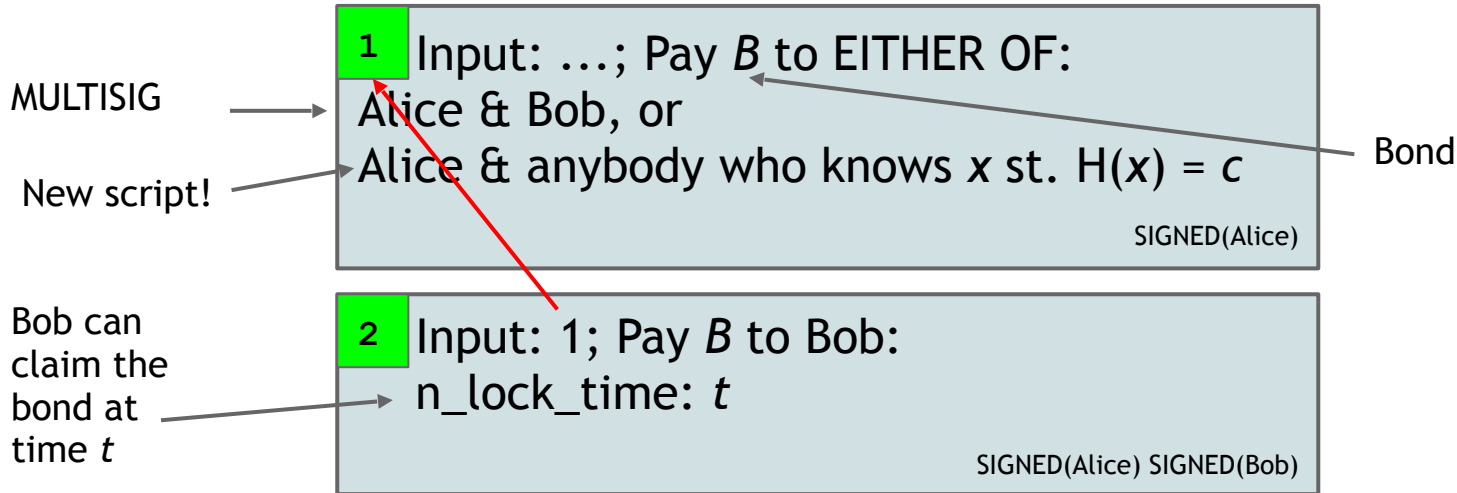 1 Input: ...; Pay B to EITHER OF:
MULTISIG
Alice & Bob, or
Alice & anybody who knows x st. H(x) = c
Bond
New script!
SIGNED(Alice)
2 Input: 1; Pay B to Bob:
n_lock_time: t
Bob can
claim the
bond at
time t
SIGNED(Alice) SIGNED(Bob)